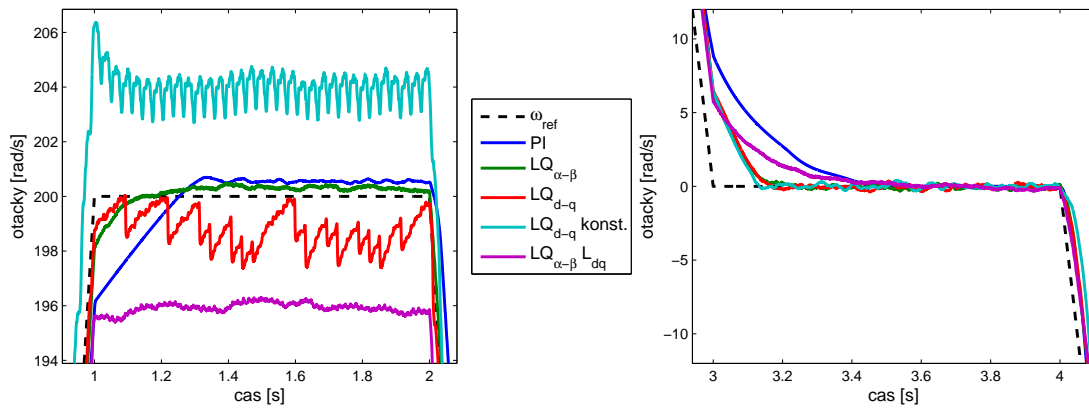 206
204
202
200
198
196
194
1
1.2
1.4
1.6
1.8
2
otacky [rad/s]
cas [s]
ω_ref
PI
LQ_α−β
LQ_d−q
LQ_d−q konst.
LQ_α−β L_dq
10
5
0
−5
−10
3
3.2
3.4
3.6
3.8
4
otacky [rad/s]
cas [s]